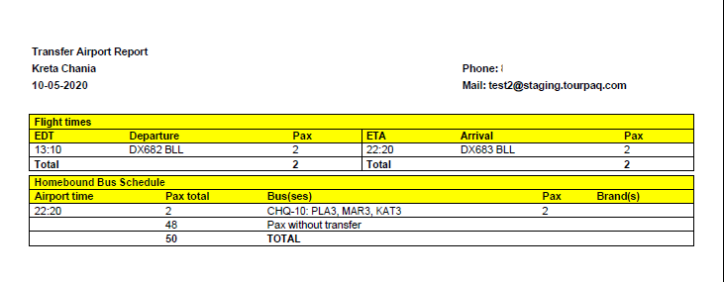 Transfer Airport Report
Kreta Chania Phone:
10-05-2020 Mail: test2@staging.tourpaq.com
Flight times
EDT Departure Pax ETA Arrival Pax
13:10 DX682 BLL 2 22:20 DX683 BLL 2
Total 2 Total 2
Homebound Bus Schedule
Airport time Pax total Bus(ses) Pax Brand(s)
22:20 2 CHQ-10: PLA3, MAR3, KAT3 2
48 Pax without transfer
50 TOTAL